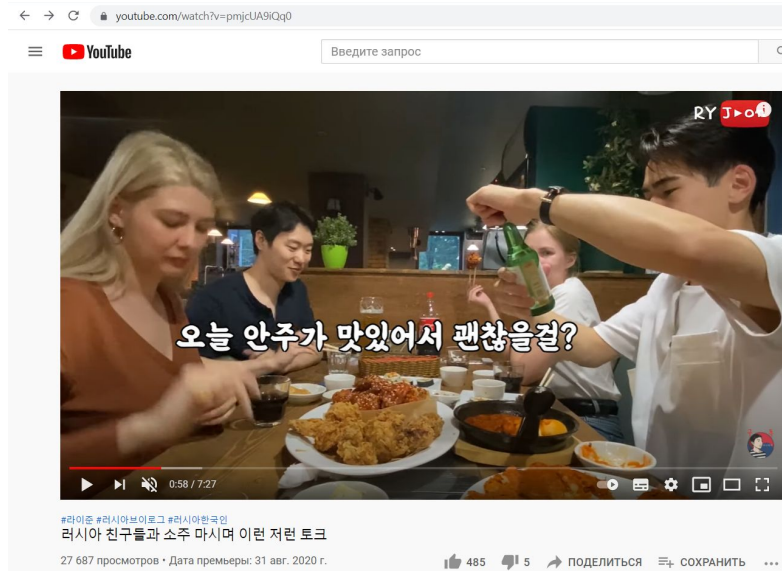 youtube.com/watch?v=pmjcUA9iQq0
YouTube
Введите запрос
RY
오늘 안주가 맛있어서 괜찮을걸?
0:58 / 7:27
#라이준 #러시아브이로그 #러시아한국인
러시아 친구들과 소주 마시며 이런 저런 토크
27 687 просмотров • Дата премьеры: 31 авг. 2020 г.
485 5 ПОДЕЛИТЬСЯ СОХРАНИТЬ ...